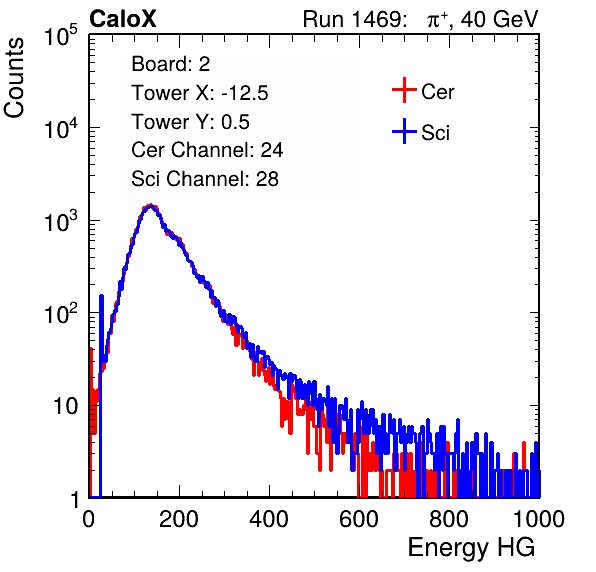 CaloX
Run 1469: π⁺, 40 GeV
Counts
10⁵
10⁴
10³
10²
10
1
Board: 2
Tower X: -12.5
Tower Y: 0.5
Cer Channel: 24
Sci Channel: 28
Cer
Sci
0 200 400 600 800 1000
Energy HG